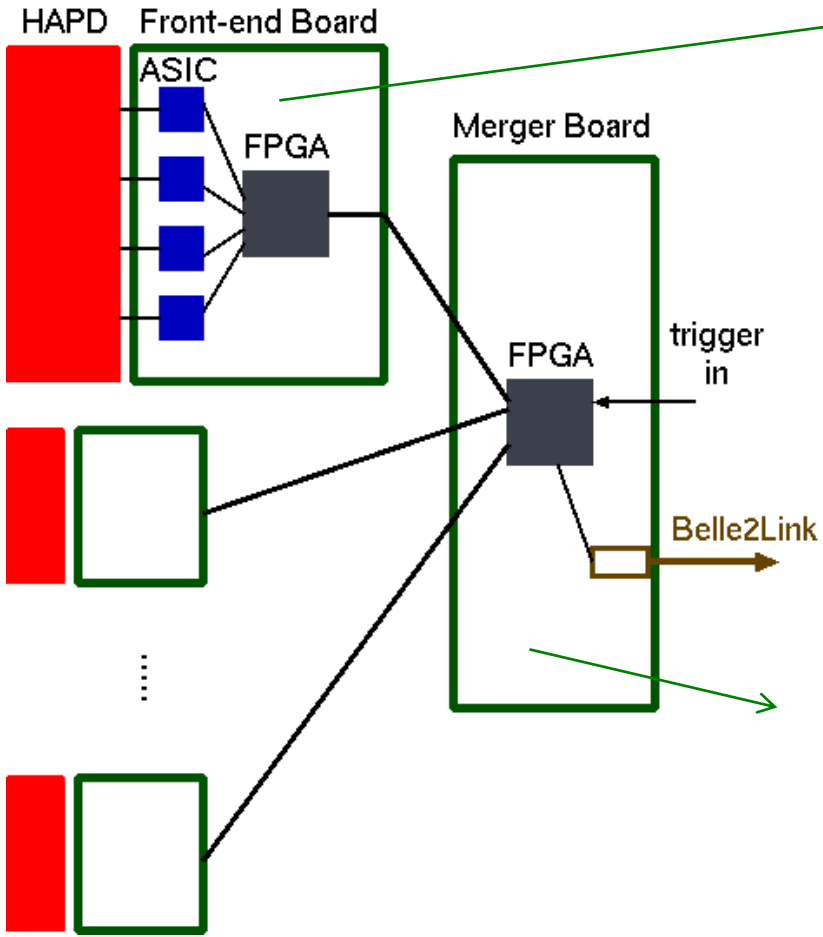 HAPD
Front-end Board
ASIC
FPGA
Merger Board
FPGA
trigger
in
Belle2Link